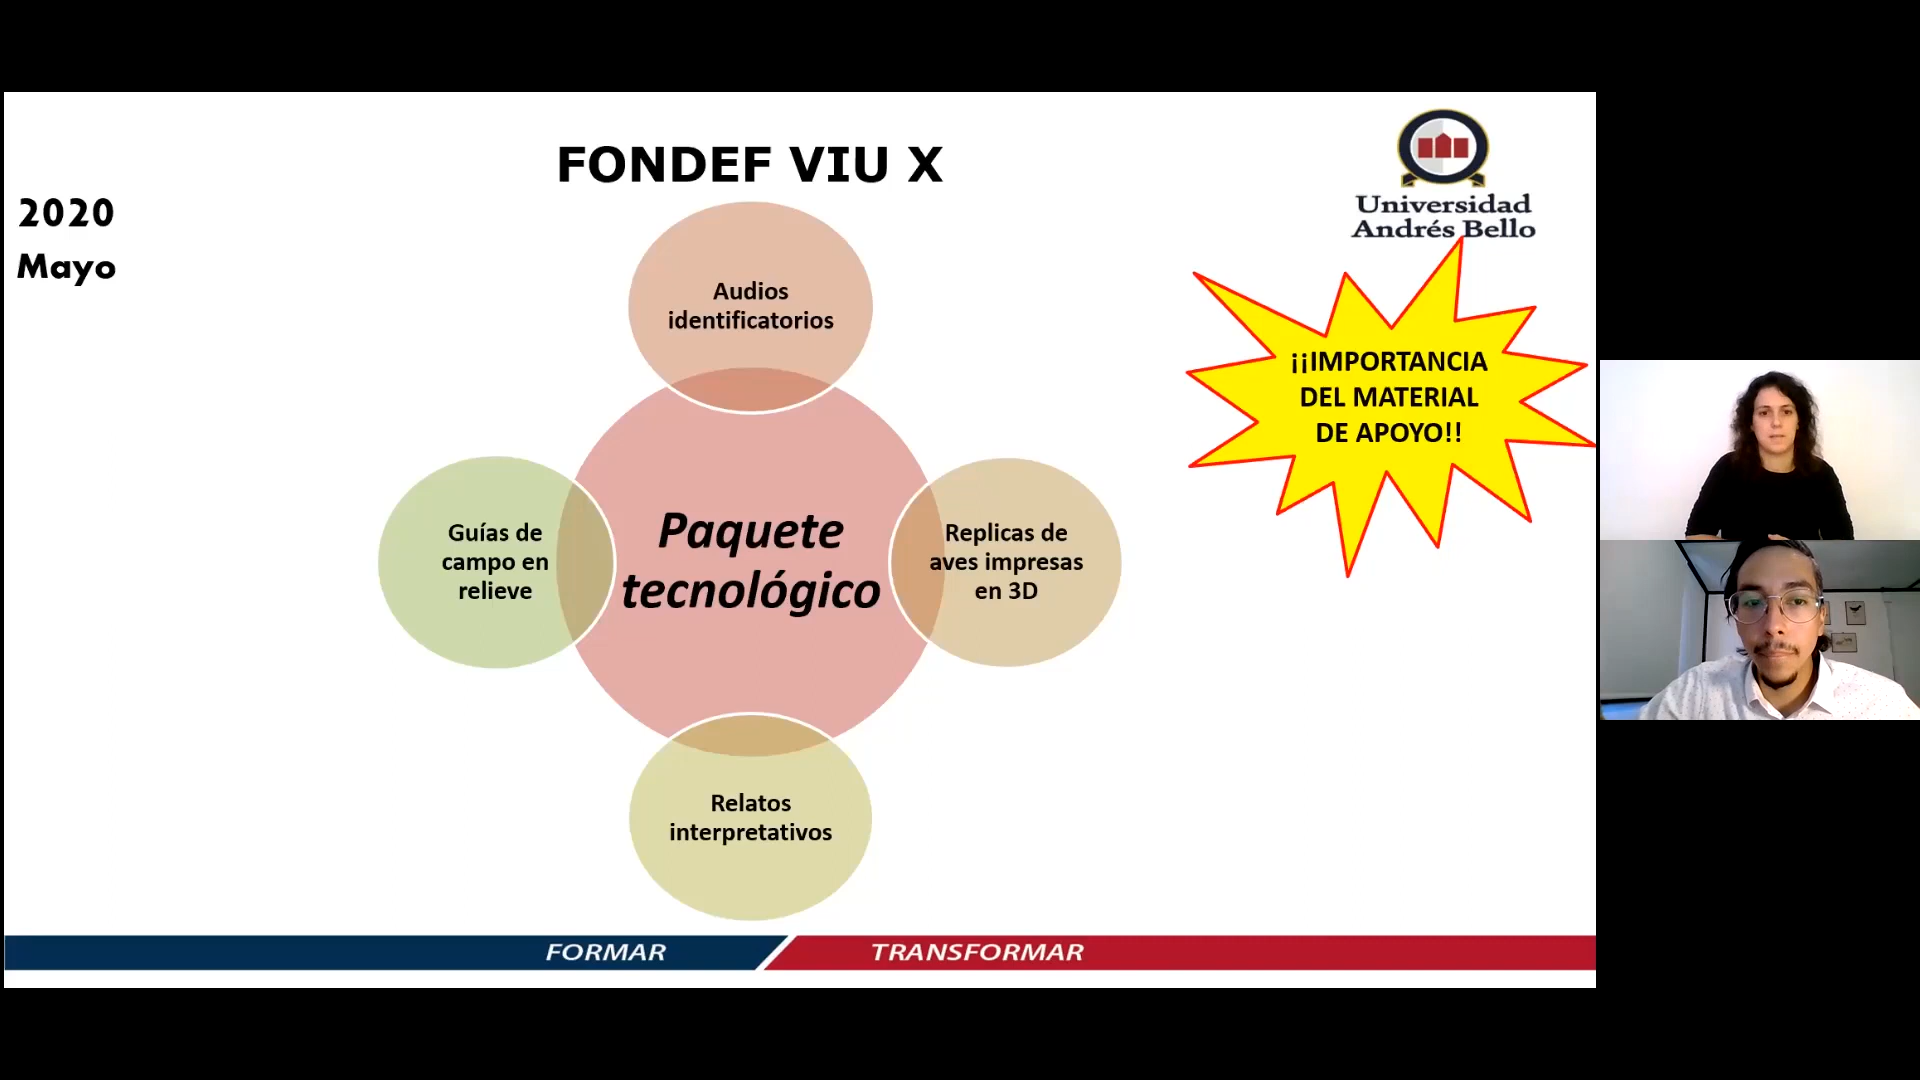 FONDEF VIU X
Universidad
Andrés Bello
2020
Mayo
Audios
identificatorios
¡¡IMPORTANCIA
DEL MATERIAL
DE APOYO!!
Guías de
campo en
relieve
Paquete
tecnológico
Replicas de
aves impresas
en 3D
Relatos
interpretativos
FORMAR
TRANSFORMAR